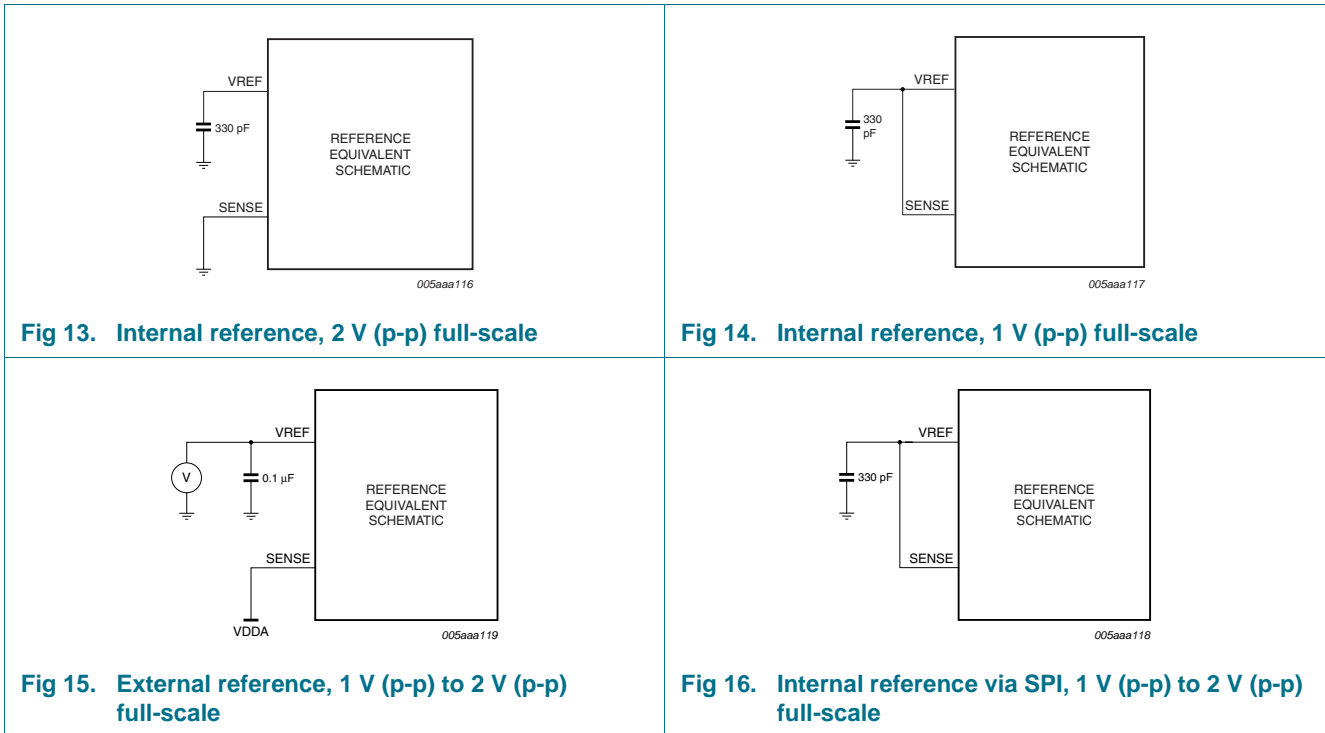 VREF
330 pF
REFERENCE
EQUIVALENT
SCHEMATIC
SENSE
005aaa116
Fig 13. Internal reference, 2 V (p-p) full-scale
VREF
330
pF
REFERENCE
EQUIVALENT
SCHEMATIC
SENSE
005aaa117
Fig 14. Internal reference, 1 V (p-p) full-scale
VREF
V
0.1 μF
REFERENCE
EQUIVALENT
SCHEMATIC
SENSE
VDDA
005aaa119
Fig 15. External reference, 1 V (p-p) to 2 V (p-p)
full-scale
VREF
330 pF
REFERENCE
EQUIVALENT
SCHEMATIC
SENSE
005aaa118
Fig 16. Internal reference via SPI, 1 V (p-p) to 2 V (p-p)
full-scale